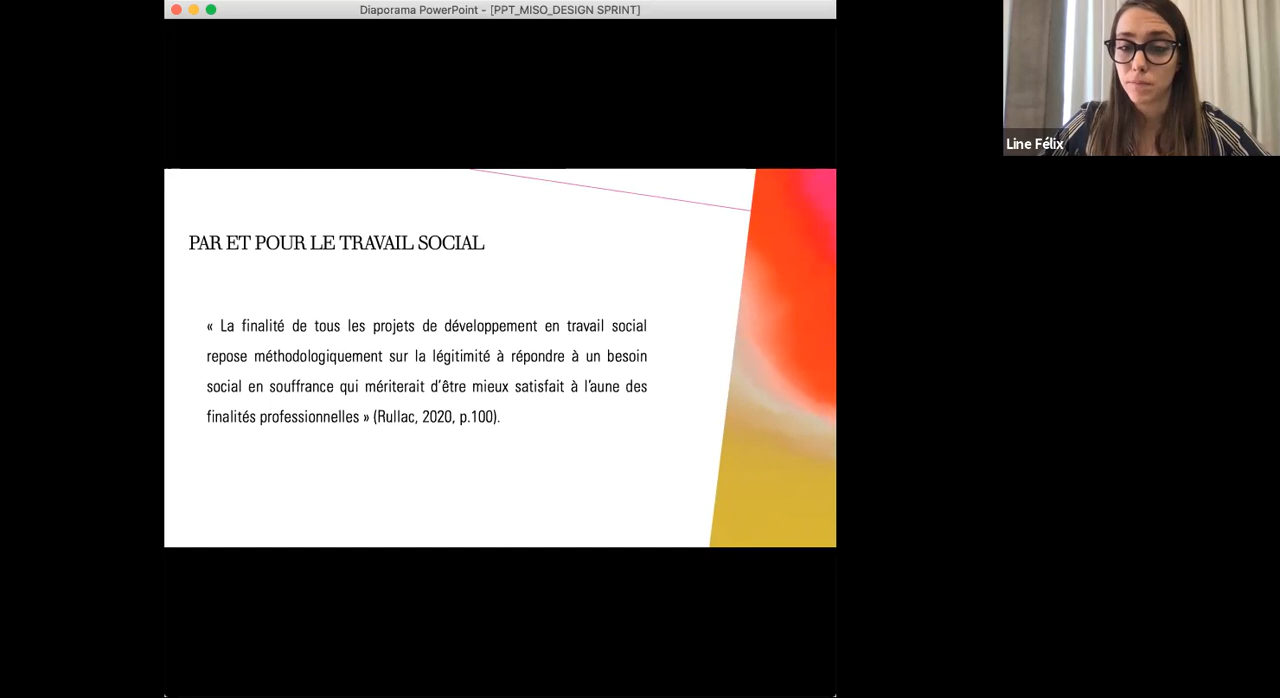 Diaporama PowerPoint - [PPT_MISO_DESIGN SPRINT]
Line Félix
PAR ET POUR LE TRAVAIL SOCIAL
« La finalité de tous les projets de développement en travail social
repose méthodologiquement sur la légitimité à répondre à un besoin
social en souffrance qui mériterait d'être mieux satisfait à l'aune des
finalités professionnelles » (Rullac, 2020, p.100).